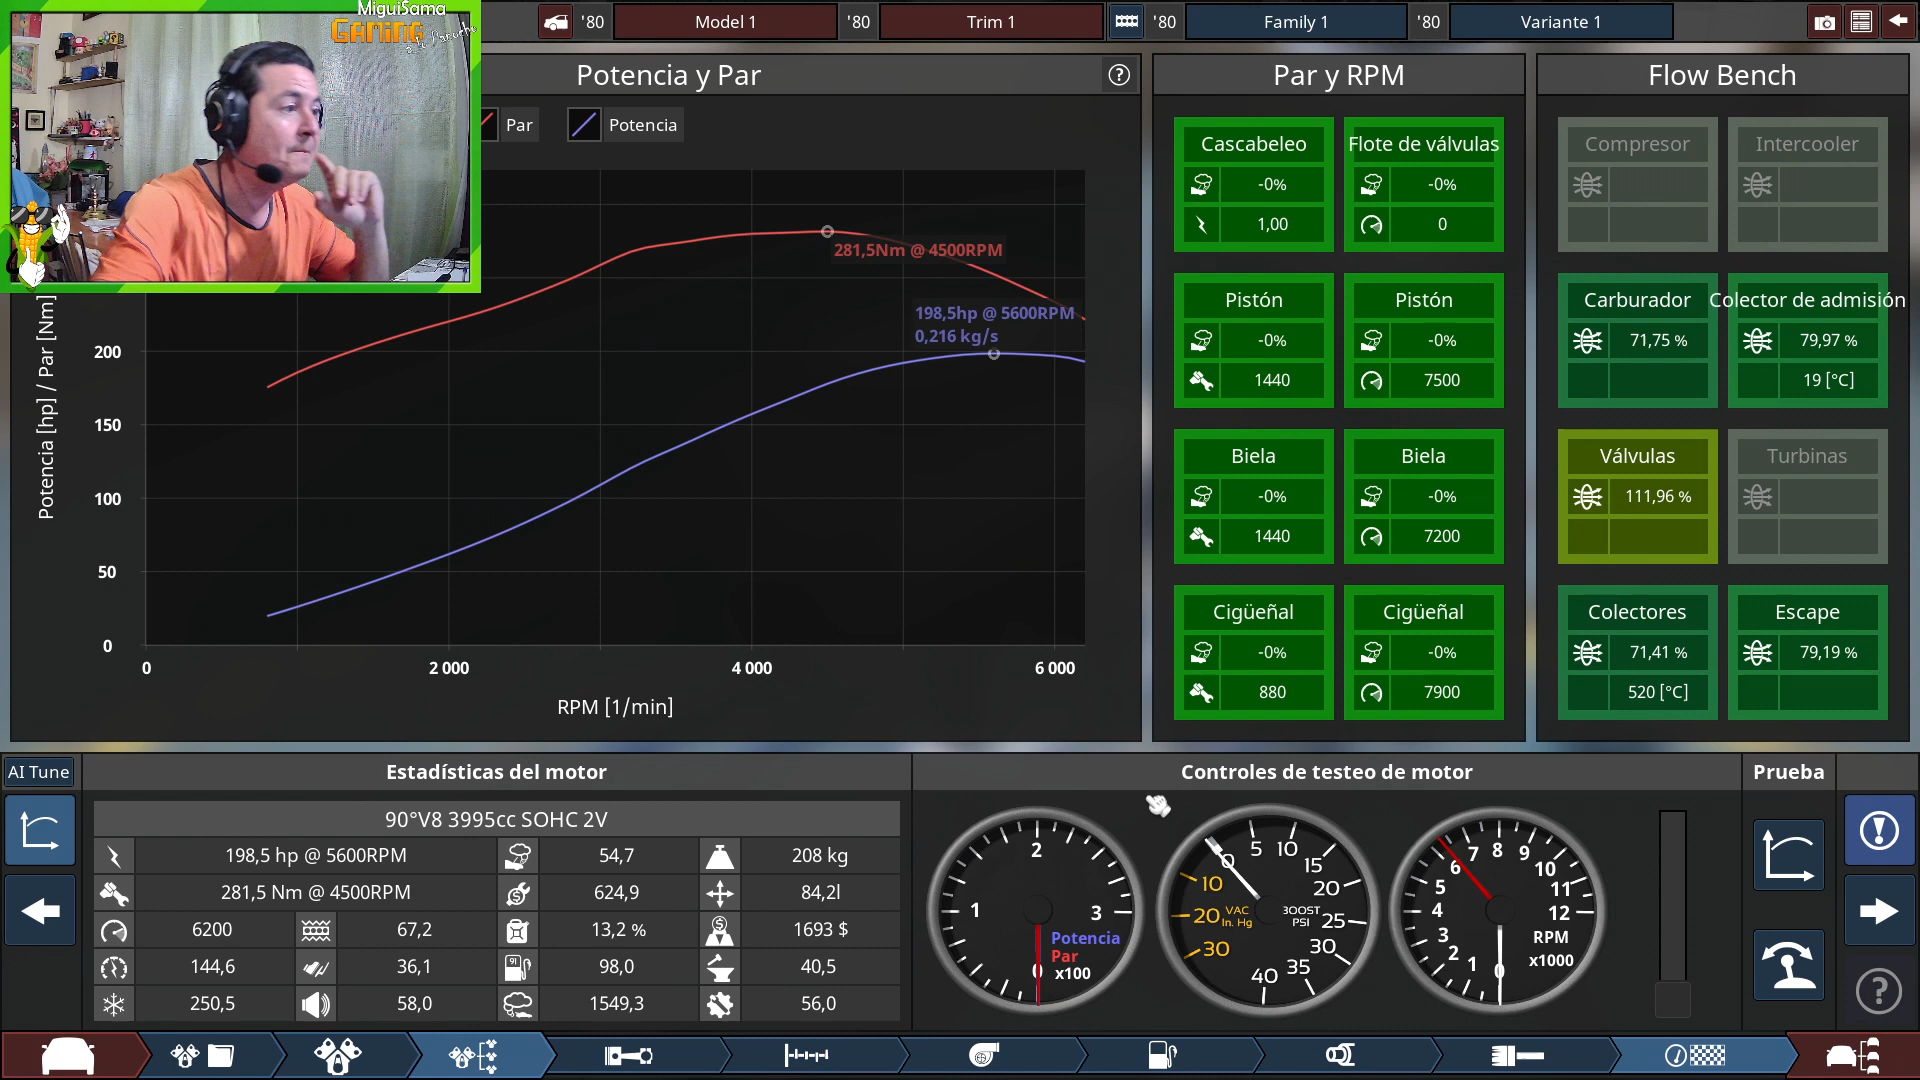 MiguiSama
GAMING
a lo Paruche
'80
Model 1
'80
Trim 1
'80
Family 1
'80
Variante 1
Potencia y Par
Par
Potencia
281,5Nm @ 4500RPM
198,5hp @ 5600RPM
0,216 kg/s
Potencia [hp] / Par [Nm]
200
150
100
50
0
0
2 000
4 000
6 000
RPM [1/min]
Par y RPM
Cascabeleo
-0%
1,00
Flote de válvulas
-0%
0
Pistón
-0%
1440
Pistón
-0%
7500
Biela
-0%
1440
Biela
-0%
7200
Cigüeñal
-0%
880
Cigüeñal
-0%
7900
Flow Bench
Compresor
Intercooler
Carburador
71,75 %
Colector de admisión
79,97 %
19 [°C]
Válvulas
111,96 %
Turbinas
Colectores
71,41 %
520 [°C]
Escape
79,19 %
AI Tune
Estadísticas del motor
90°V8 3995cc SOHC 2V
198,5 hp @ 5600RPM
54,7
208 kg
281,5 Nm @ 4500RPM
624,9
84,2l
6200
67,2
13,2 %
1693 $
144,6
36,1
91
98,0
40,5
250,5
58,0
1549,3
56,0
Controles de testeo de motor
0
1
2
3
Potencia
Par
x100
0
5
10
15
20
25
30
35
40
10
20
30
VAC
In. Hg
BOOST
PSI
0
1
2
3
4
5
6
7
8
9
10
11
12
RPM
x1000
Prueba